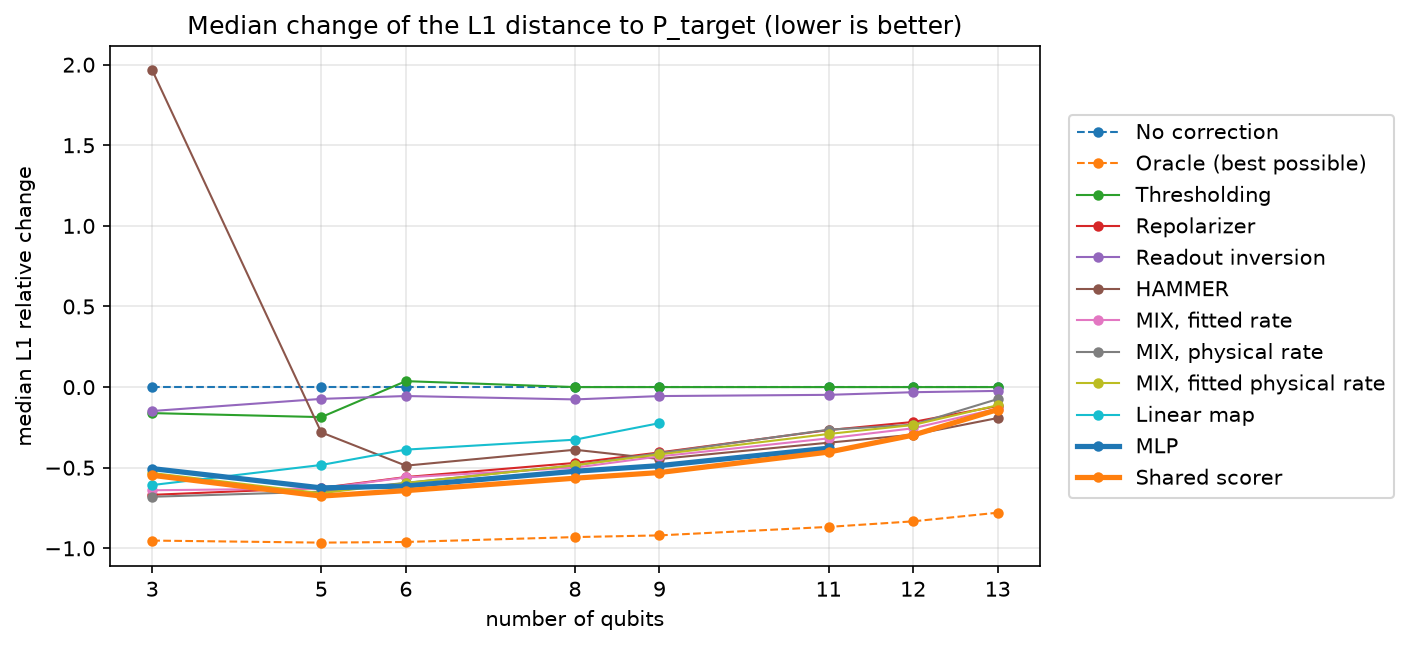 Median change of the L1 distance to P_target (lower is better)
2.0
1.5
1.0
0.5
0.0
−0.5
−1.0
median L1 relative change
3 5 6 8 9 11 12 13
number of qubits
No correction
Oracle (best possible)
Thresholding
Repolarizer
Readout inversion
HAMMER
MIX, fitted rate
MIX, physical rate
MIX, fitted physical rate
Linear map
MLP
Shared scorer